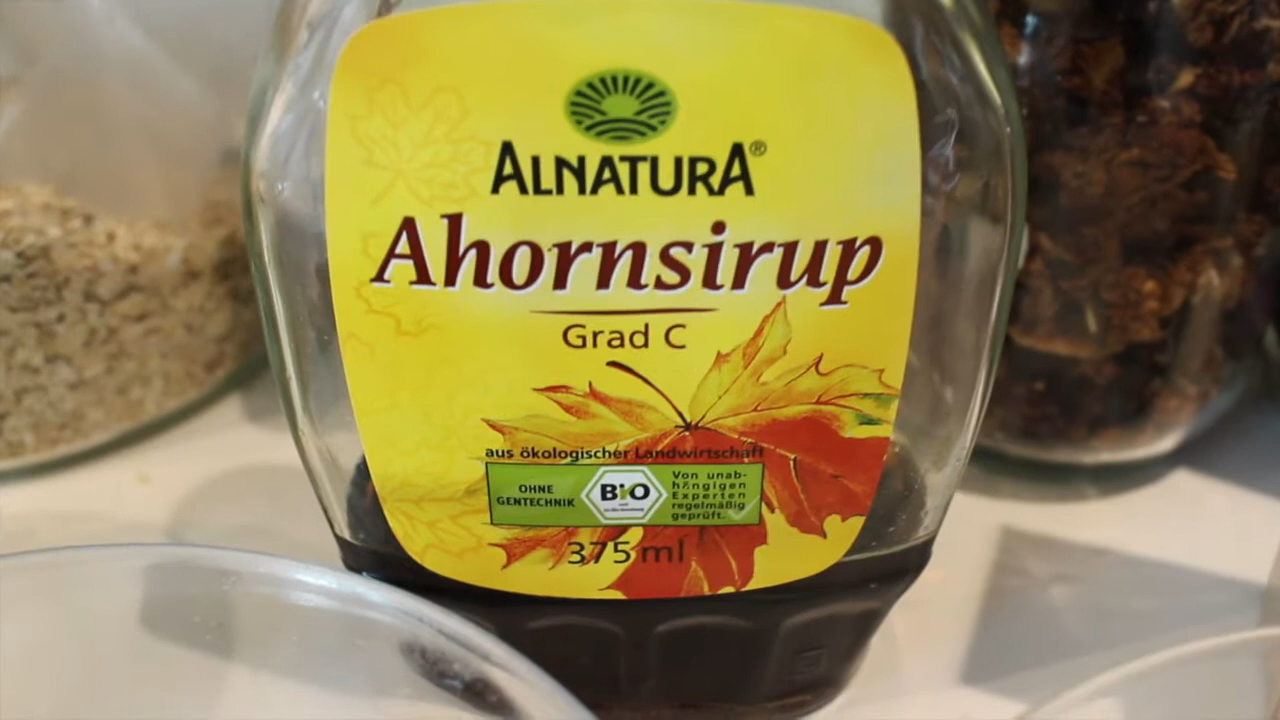 ALNATURA®
Ahornsirup
Grad C
aus ökologischer Landwirtschaft
OHNE
GENTECHNIK
BIO
Von unab-
hängigen
Experten
regelmäßig
geprüft.
375 ml